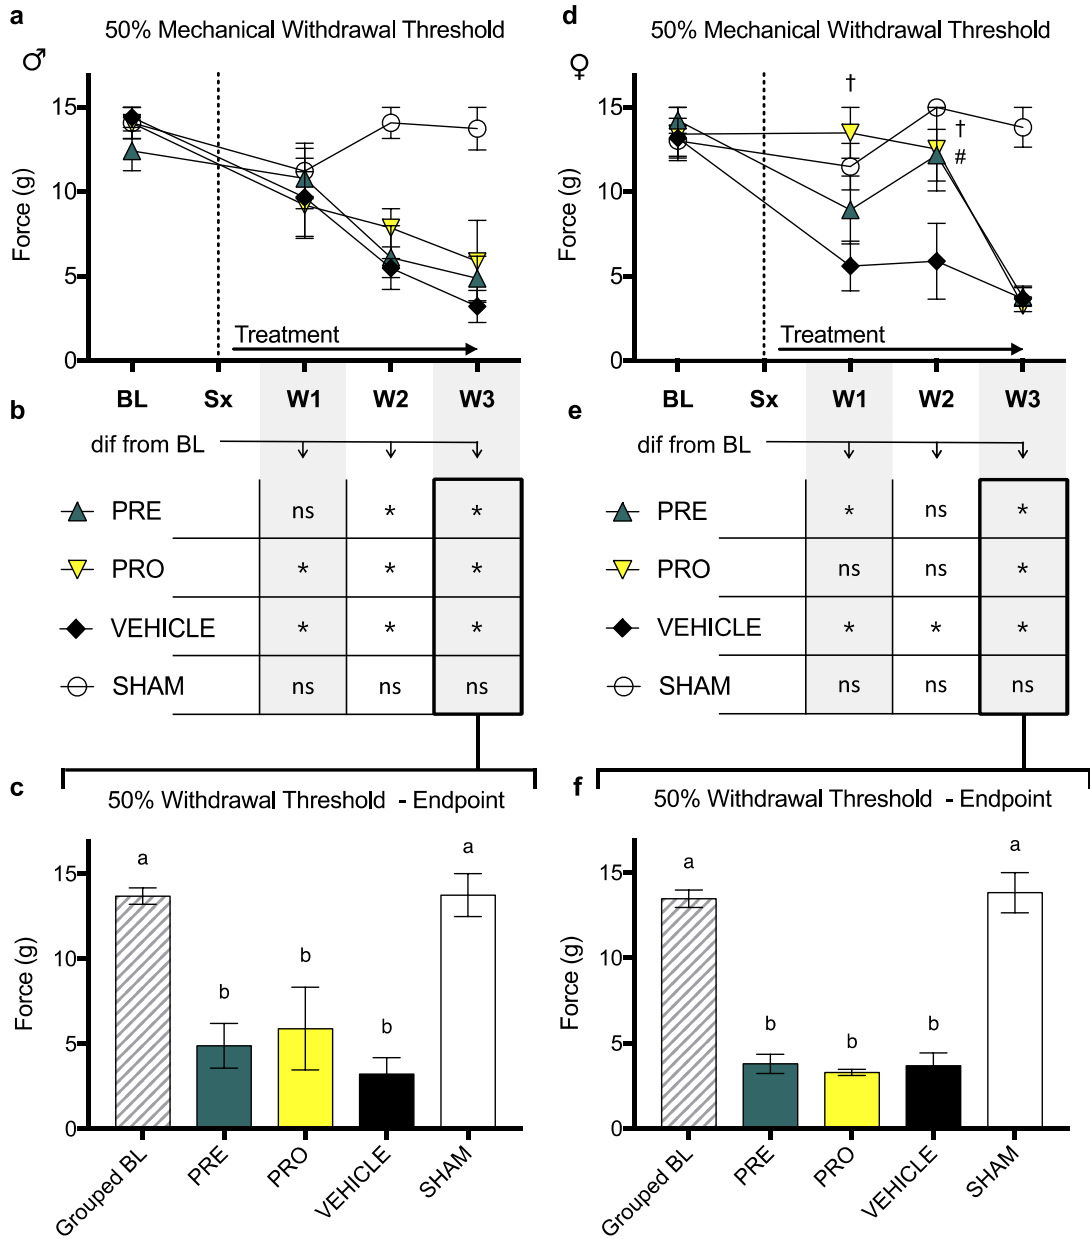 a
50% Mechanical Withdrawal Threshold
♂
15
10
5
0
Force (g)
Treatment
BL Sx W1 W2 W3
b
dif from BL
PRE ns * *
PRO * * *
VEHICLE * * *
SHAM ns ns ns
c
50% Withdrawal Threshold - Endpoint
15
10
5
0
Force (g)
a b b b a
Grouped BL PRE PRO VEHICLE SHAM
d
50% Mechanical Withdrawal Threshold
♀
15
10
5
0
Force (g)
†
†
#
Treatment
BL Sx W1 W2 W3
e
dif from BL
PRE * ns *
PRO ns ns *
VEHICLE * * *
SHAM ns ns ns
f
50% Withdrawal Threshold - Endpoint
15
10
5
0
Force (g)
a b b b a
Grouped BL PRE PRO VEHICLE SHAM